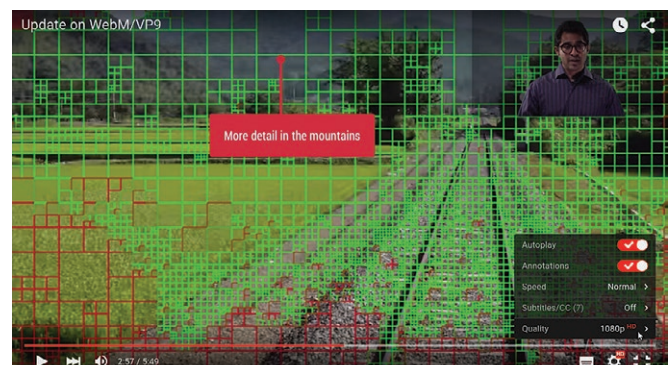 Update on WebM/VP9
More detail in the mountains
Autoplay
Annotations
Speed Normal >
Subtitles/CC (7) Off >
Quality 1080p HD >
2:57 / 5:49
HD